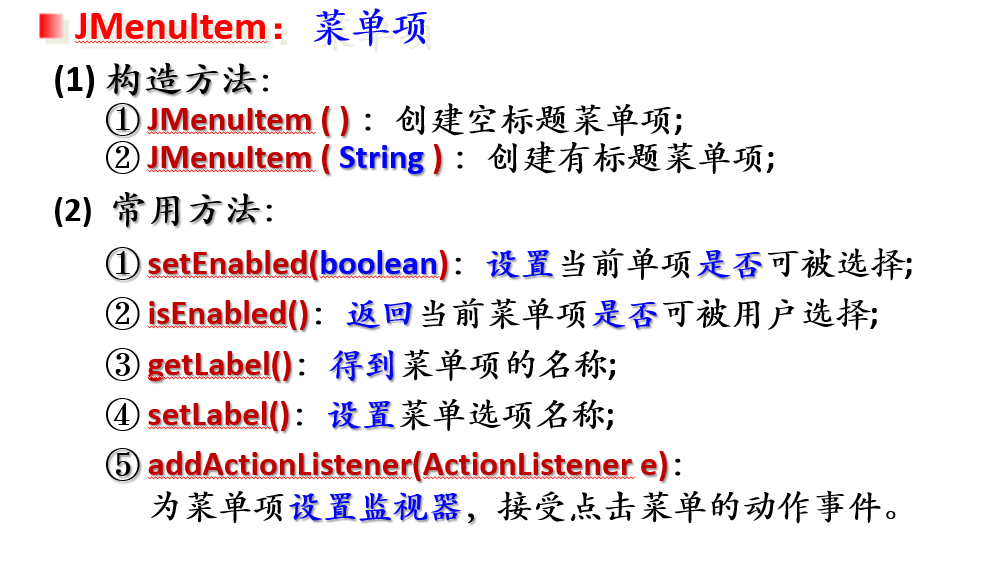 JMenuItem：菜单项
(1) 构造方法：
① JMenuItem ( ) ：创建空标题菜单项;
② JMenuItem ( String ) ：创建有标题菜单项;
(2) 常用方法：
① setEnabled(boolean)：设置当前单项是否可被选择;
② isEnabled()：返回当前菜单项是否可被用户选择;
③ getLabel()：得到菜单项的名称;
④ setLabel()：设置菜单选项名称;
⑤ addActionListener(ActionListener e)：
为菜单项设置监视器，接受点击菜单的动作事件。